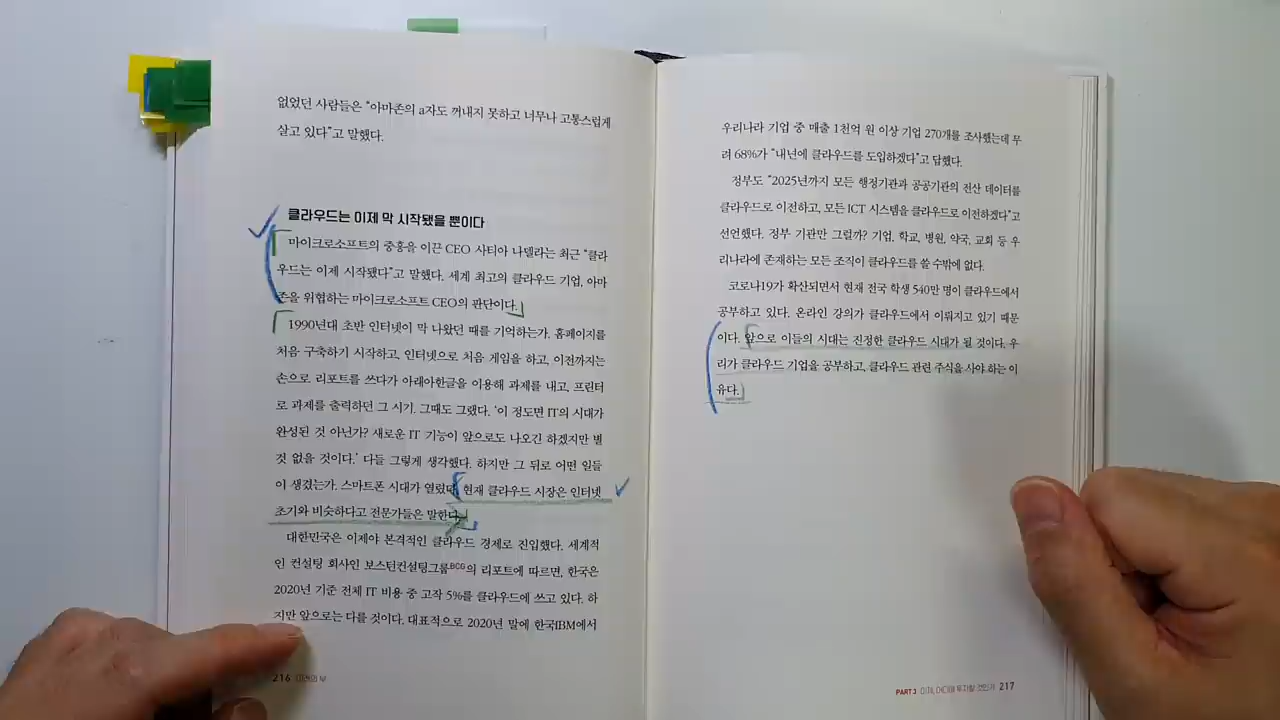 없었던 사람들은 “아마존의 a자도 꺼내지 못하고 너무나 고통스럽게
살고 있다”고 말했다.
클라우드는 이제 막 시작됐을 뿐이다
마이크로소프트의 중흥을 이끈 CEO 사티아 나델라는 최근 “클라
우드는 이제 시작됐다”고 말했다. 세계 최고의 클라우드 기업, 아마
존을 위협하는 마이크로소프트 CEO의 판단이다.
1990년대 초반 인터넷이 막 나왔던 때를 기억하는가. 홈페이지를
처음 구축하기 시작하고, 인터넷으로 처음 게임을 하고, 이전까지는
손으로 리포트를 쓰다가 아래아한글을 이용해 과제를 내고, 프린터
로 과제를 출력하던 그 시기. 그때도 그랬다. ‘이 정도면 IT의 시대가
완성된 것 아닌가? 새로운 IT 기능이 앞으로도 나오긴 하겠지만 별
것 없을 것이다.’ 다들 그렇게 생각했다. 하지만 그 뒤로 어떤 일들
이 생겼는가. 스마트폰 시대가 열렸다. 현재 클라우드 시장은 인터넷
초기와 비슷하다고 전문가들은 말한다.
대한민국은 이제야 본격적인 클라우드 경제로 진입했다. 세계적
인 컨설팅 회사인 보스턴컨설팅그룹BCG의 리포트에 따르면, 한국은
2020년 기준 전체 IT 비용 중 고작 5%를 클라우드에 쓰고 있다. 하
지만 앞으로는 다를 것이다. 대표적으로 2020년 말에 한국IBM에서
216 미래의 부
우리나라 기업 중 매출 1천억 원 이상 기업 270개를 조사했는데 무
려 68%가 “내년에 클라우드를 도입하겠다”고 답했다.
정부도 “2025년까지 모든 행정기관과 공공기관의 전산 데이터를
클라우드로 이전하고, 모든 ICT 시스템을 클라우드로 이전하겠다”고
선언했다. 정부 기관만 그럴까? 기업, 학교, 병원, 약국, 교회 등 우
리나라에 존재하는 모든 조직이 클라우드를 쓸 수밖에 없다.
코로나19가 확산되면서 현재 전국 학생 540만 명이 클라우드에서
공부하고 있다. 온라인 강의가 클라우드에서 이뤄지고 있기 때문
이다. 앞으로 이들의 시대는 진정한 클라우드 시대가 될 것이다. 우
리가 클라우드 기업을 공부하고, 클라우드 관련 주식을 사야 하는 이
유다.
PART 3 이제, 어디에 투자할 것인가 217